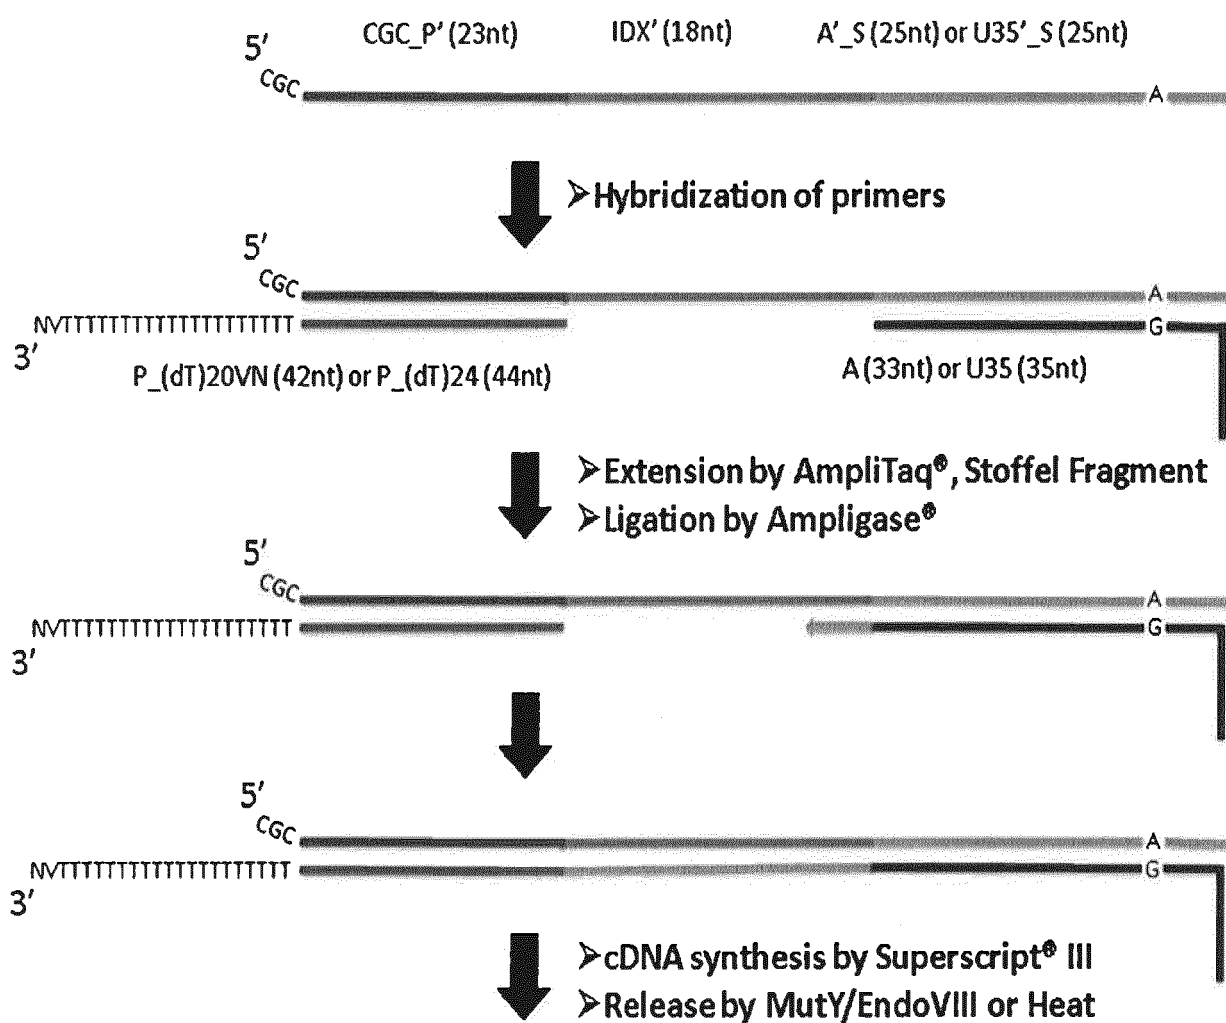 CGC_P' (23nt) IDX' (18nt) A'_S (25nt) or U35'_S (25nt)
5'
CGC
A
➢Hybridization of primers
5'
CGC
A
NVTTTTTTTTTTTTTTTTTTTT
G
3'
P_(dT)20VN (42nt) or P_(dT)24 (44nt) A (33nt) or U35 (35nt)
➢Extension by AmpliTaq®, Stoffel Fragment
➢Ligation by Ampligase®
5'
CGC
A
NVTTTTTTTTTTTTTTTTTTTT
G
3'
5'
CGC
A
NVTTTTTTTTTTTTTTTTTTTT
G
3'
➢cDNA synthesis by Superscript® III
➢Release by MutY/EndoVIII or Heat